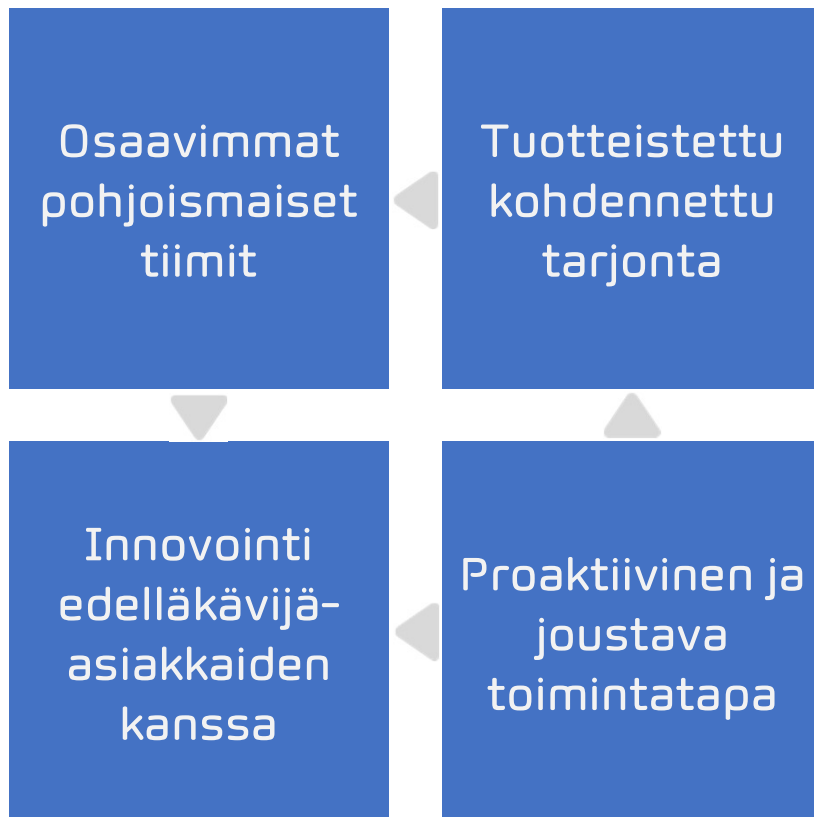 Osaavimmat
pohjoismaiset
tiimit
Tuotteistettu
kohdennettu
tarjonta
Innovointi
edelläkävijä-
asiakkaiden
kanssa
Proaktiivinen ja
joustava
toimintatapa